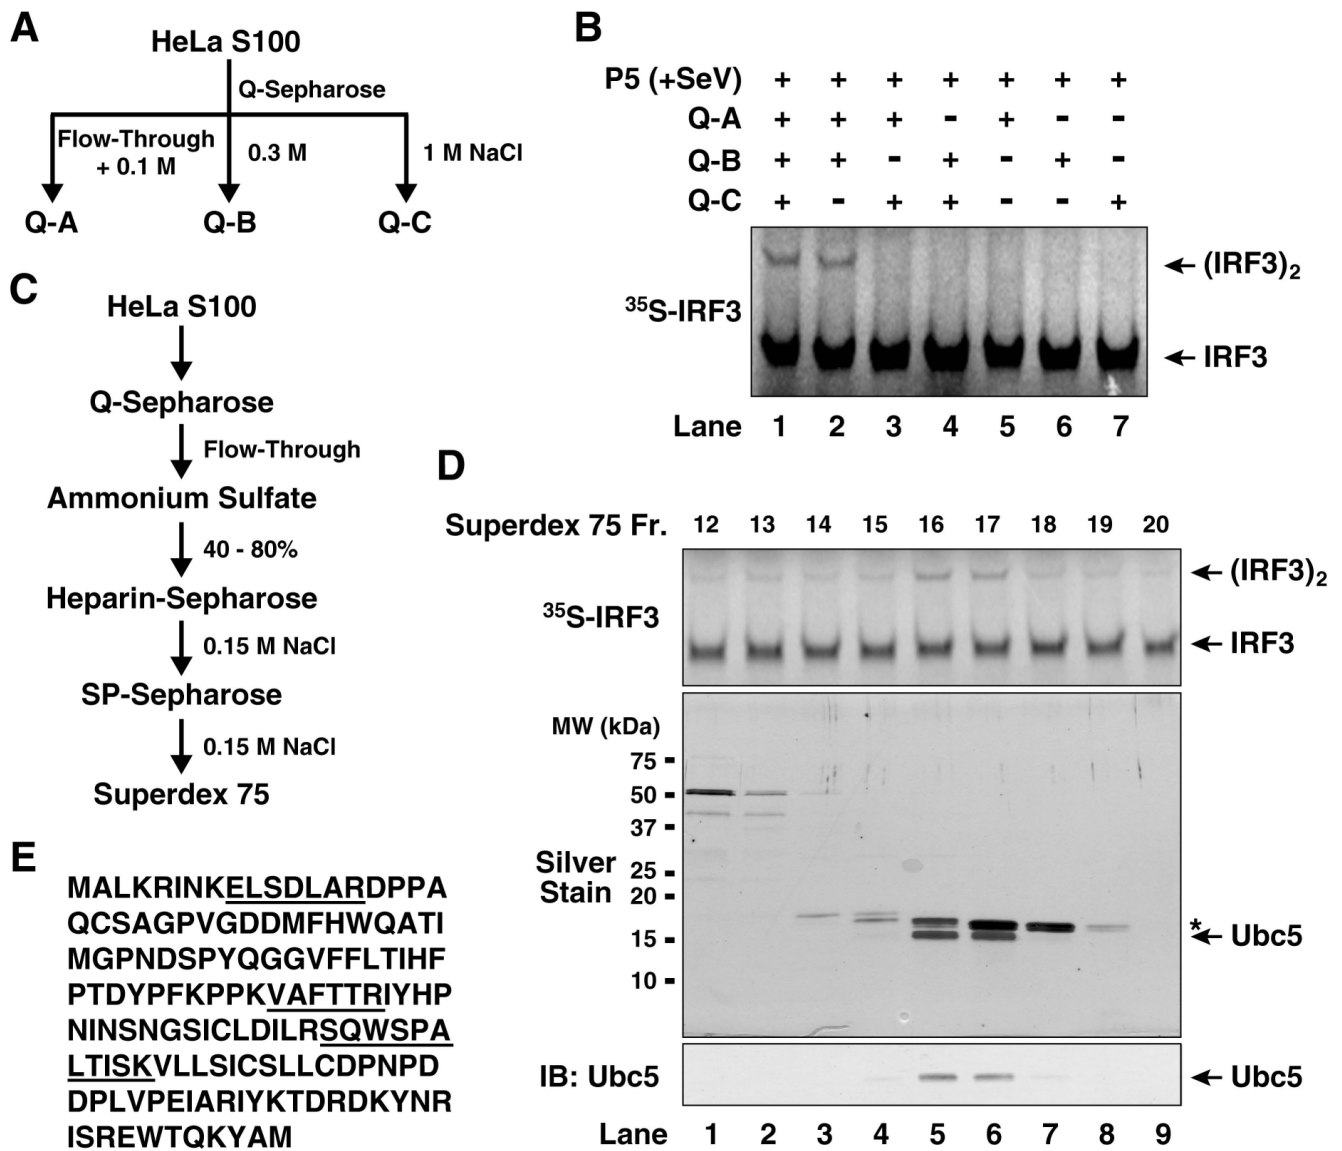 A
HeLa S100
Q-Sepharose
Flow-Through
+ 0.1 M
0.3 M
1 M NaCl
Q-A
Q-B
Q-C
B
P5 (+SeV) + + + + + + +
Q-A + + + - + - -
Q-B + + - + - + -
Q-C + - + + - - +
35S-IRF3
(IRF3)2
IRF3
Lane 1 2 3 4 5 6 7
C
HeLa S100
Q-Sepharose
Flow-Through
Ammonium Sulfate
40 - 80%
Heparin-Sepharose
0.15 M NaCl
SP-Sepharose
0.15 M NaCl
Superdex 75
D
Superdex 75 Fr. 12 13 14 15 16 17 18 19 20
35S-IRF3
(IRF3)2
IRF3
MW (kDa)
75
50
37
25
20
15
10
Silver
Stain
*
Ubc5
IB: Ubc5
Ubc5
Lane 1 2 3 4 5 6 7 8 9
E
MALKRINKELSDLARDPPA
QCSAGPVGDDMFHWQATI
MGPNDSPYQGGVFFLTIHF
PTDYPFKPPKVAFTTRIYHP
NINSNGSICLDILRSQWSPA
LTISKVLLSICSLLCDPNPD
DPLVPEIARIYKTDRDKYNR
ISREWTQKYAM